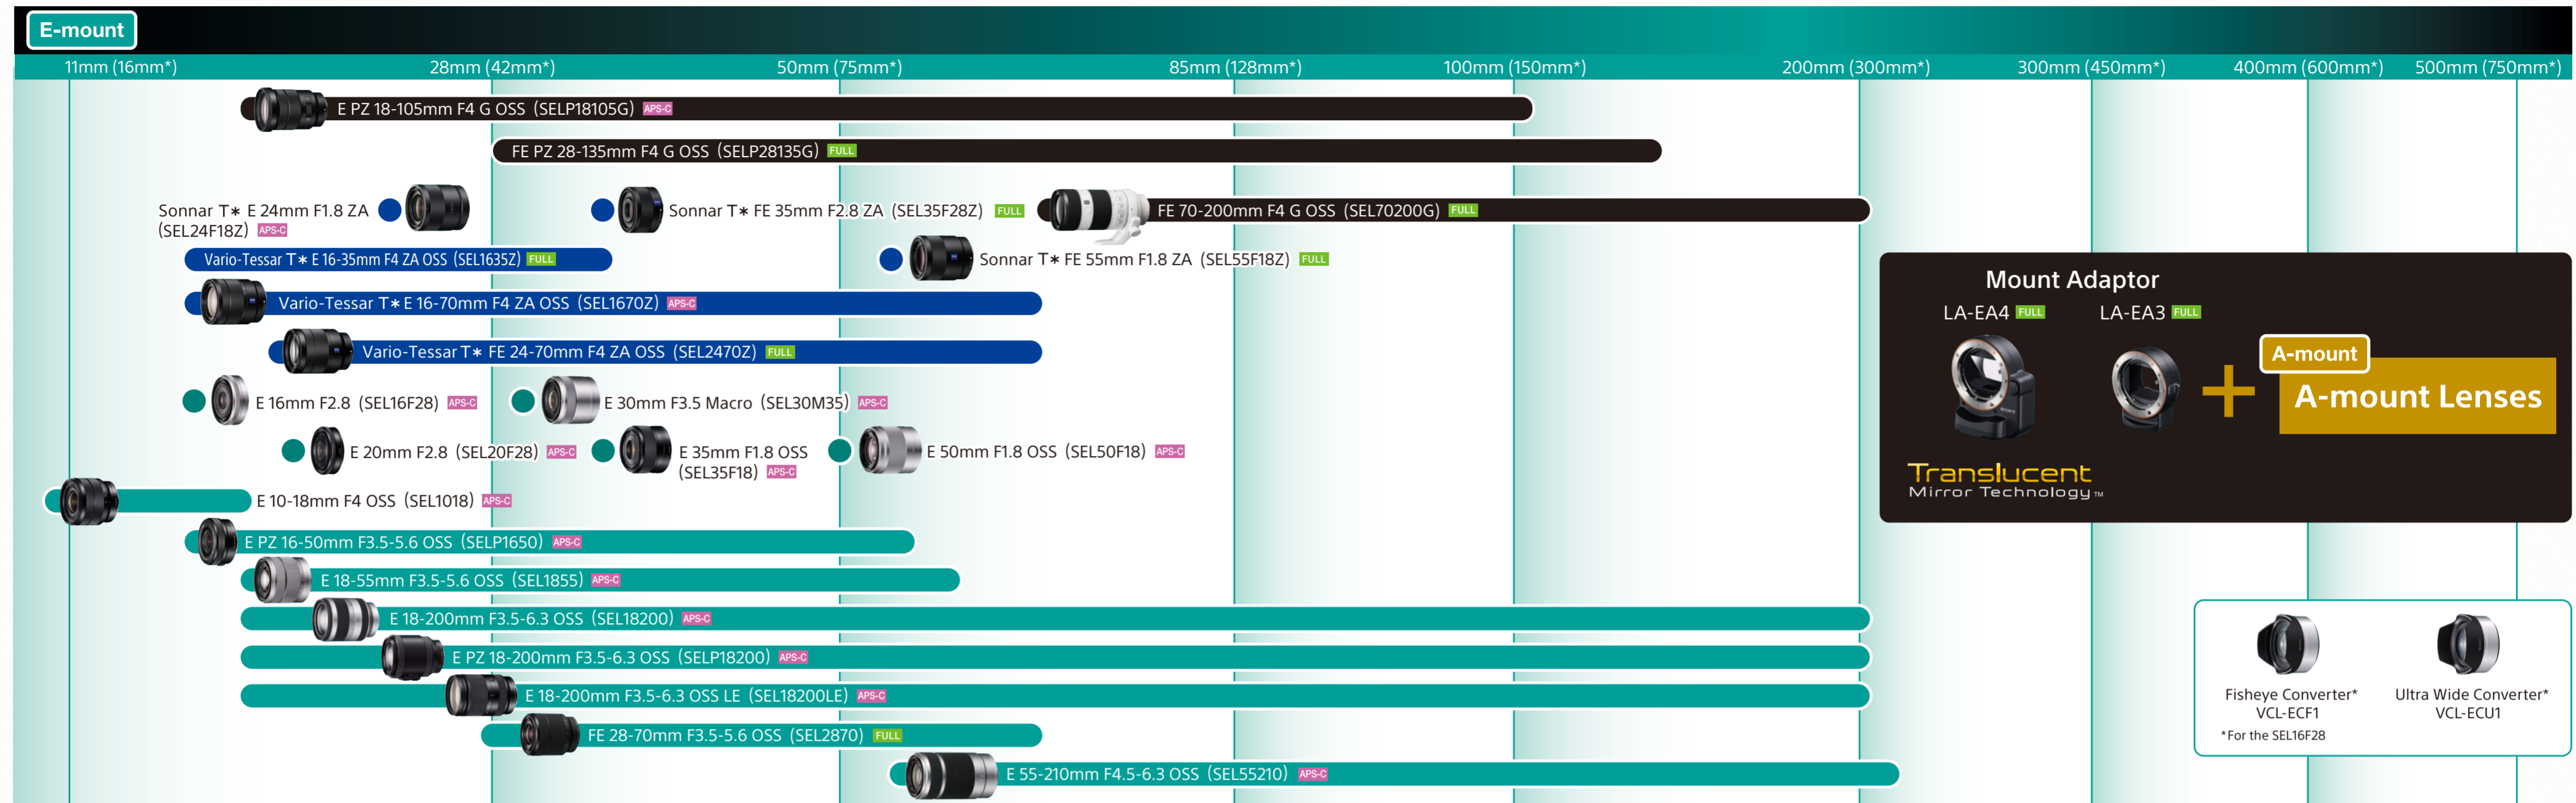 E-mount
11mm (16mm*) 28mm (42mm*) 50mm (75mm*) 85mm (128mm*) 100mm (150mm*) 200mm (300mm*) 300mm (450mm*) 400mm (600mm*) 500mm (750mm*)
E PZ 18-105mm F4 G OSS (SELP18105G) APS-C
FE PZ 28-135mm F4 G OSS (SELP28135G) FULL
Sonnar T* E 24mm F1.8 ZA
(SEL24F18Z) APS-C
Sonnar T* FE 35mm F2.8 ZA (SEL35F28Z) FULL
FE 70-200mm F4 G OSS (SEL70200G) FULL
Vario-Tessar T* E 16-35mm F4 ZA OSS (SEL1635Z) FULL
Sonnar T* FE 55mm F1.8 ZA (SEL55F18Z) FULL
Vario-Tessar T* E 16-70mm F4 ZA OSS (SEL1670Z) APS-C
Vario-Tessar T* FE 24-70mm F4 ZA OSS (SEL2470Z) FULL
E 16mm F2.8 (SEL16F28) APS-C
E 30mm F3.5 Macro (SEL30M35) APS-C
E 20mm F2.8 (SEL20F28) APS-C
E 35mm F1.8 OSS
(SEL35F18) APS-C
E 50mm F1.8 OSS (SEL50F18) APS-C
E 10-18mm F4 OSS (SEL1018) APS-C
E PZ 16-50mm F3.5-5.6 OSS (SELP1650) APS-C
E 18-55mm F3.5-5.6 OSS (SEL1855) APS-C
E 18-200mm F3.5-6.3 OSS (SEL18200) APS-C
E PZ 18-200mm F3.5-6.3 OSS (SELP18200) APS-C
E 18-200mm F3.5-6.3 OSS LE (SEL18200LE) APS-C
FE 28-70mm F3.5-5.6 OSS (SEL2870) FULL
E 55-210mm F4.5-6.3 OSS (SEL55210) APS-C
Mount Adaptor
LA-EA4 FULL LA-EA3 FULL
A-mount
+ A-mount Lenses
Translucent
Mirror Technology™
Fisheye Converter*
VCL-ECF1
Ultra Wide Converter*
VCL-ECU1
*For the SEL16F28